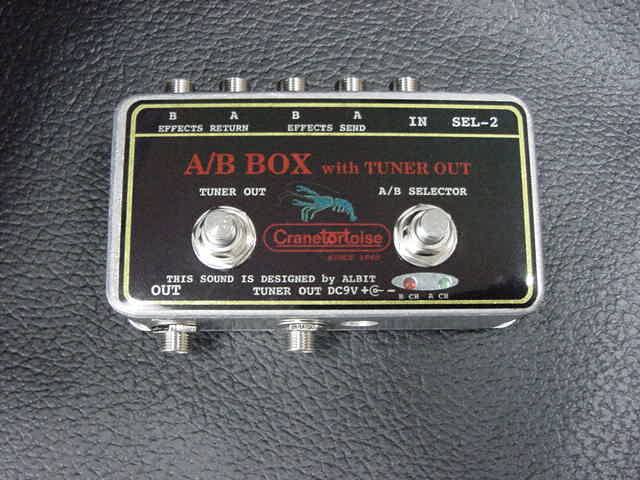 B A B A IN SEL-2
EFFECTS RETURN EFFECTS SEND
A/B BOX with TUNER OUT
TUNER OUT A/B SELECTOR
Cranetortoise
SINCE
THIS SOUND IS DESIGNED by ALBIT
OUT TUNER OUT DC9V + -
B CH A CH